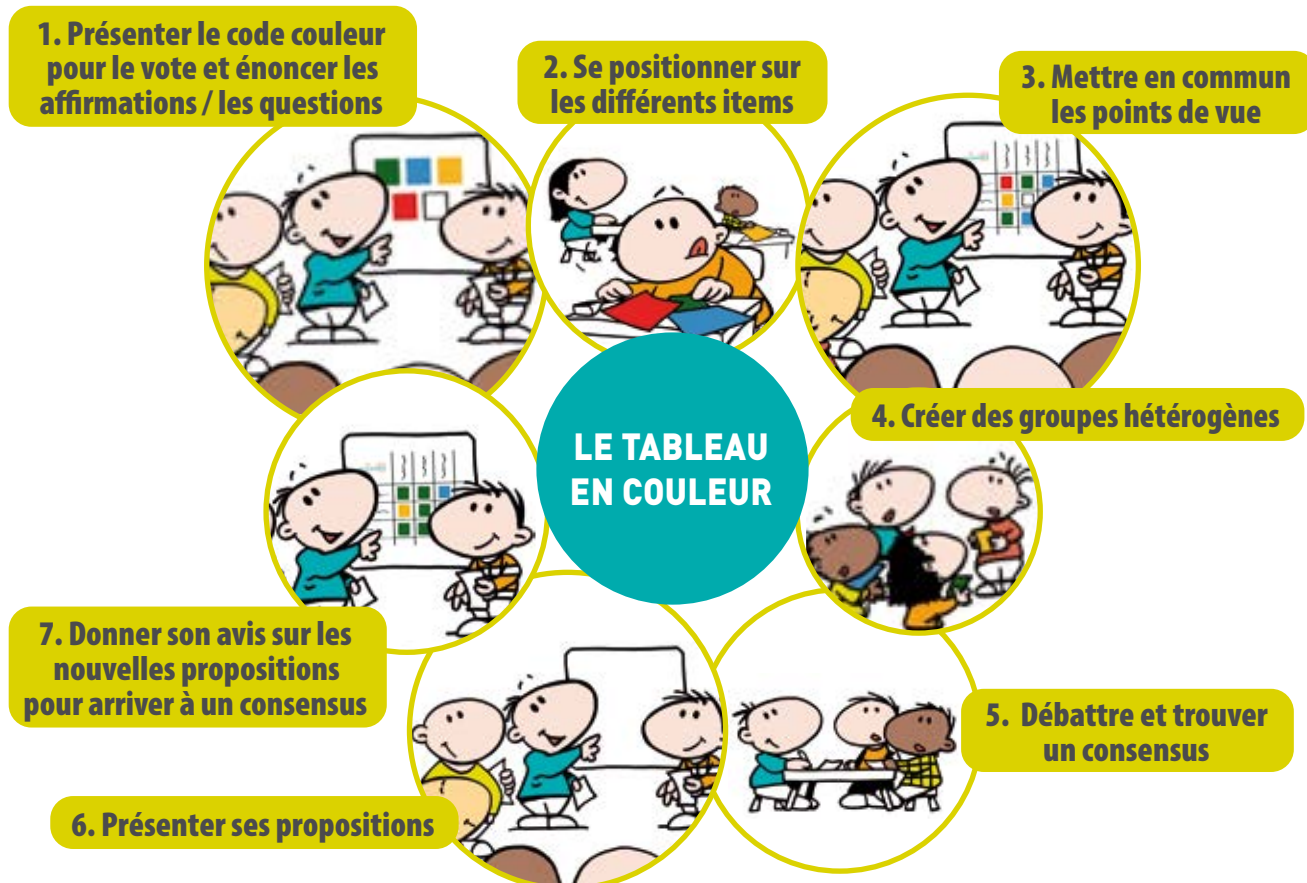 1. Présenter le code couleur
pour le vote et énoncer les
affirmations / les questions
2. Se positionner sur
les différents items
3. Mettre en commun
les points de vue
4. Créer des groupes hétérogènes
LE TABLEAU
EN COULEUR
5. Débattre et trouver
un consensus
6. Présenter ses propositions
7. Donner son avis sur les
nouvelles propositions
pour arriver à un consensus